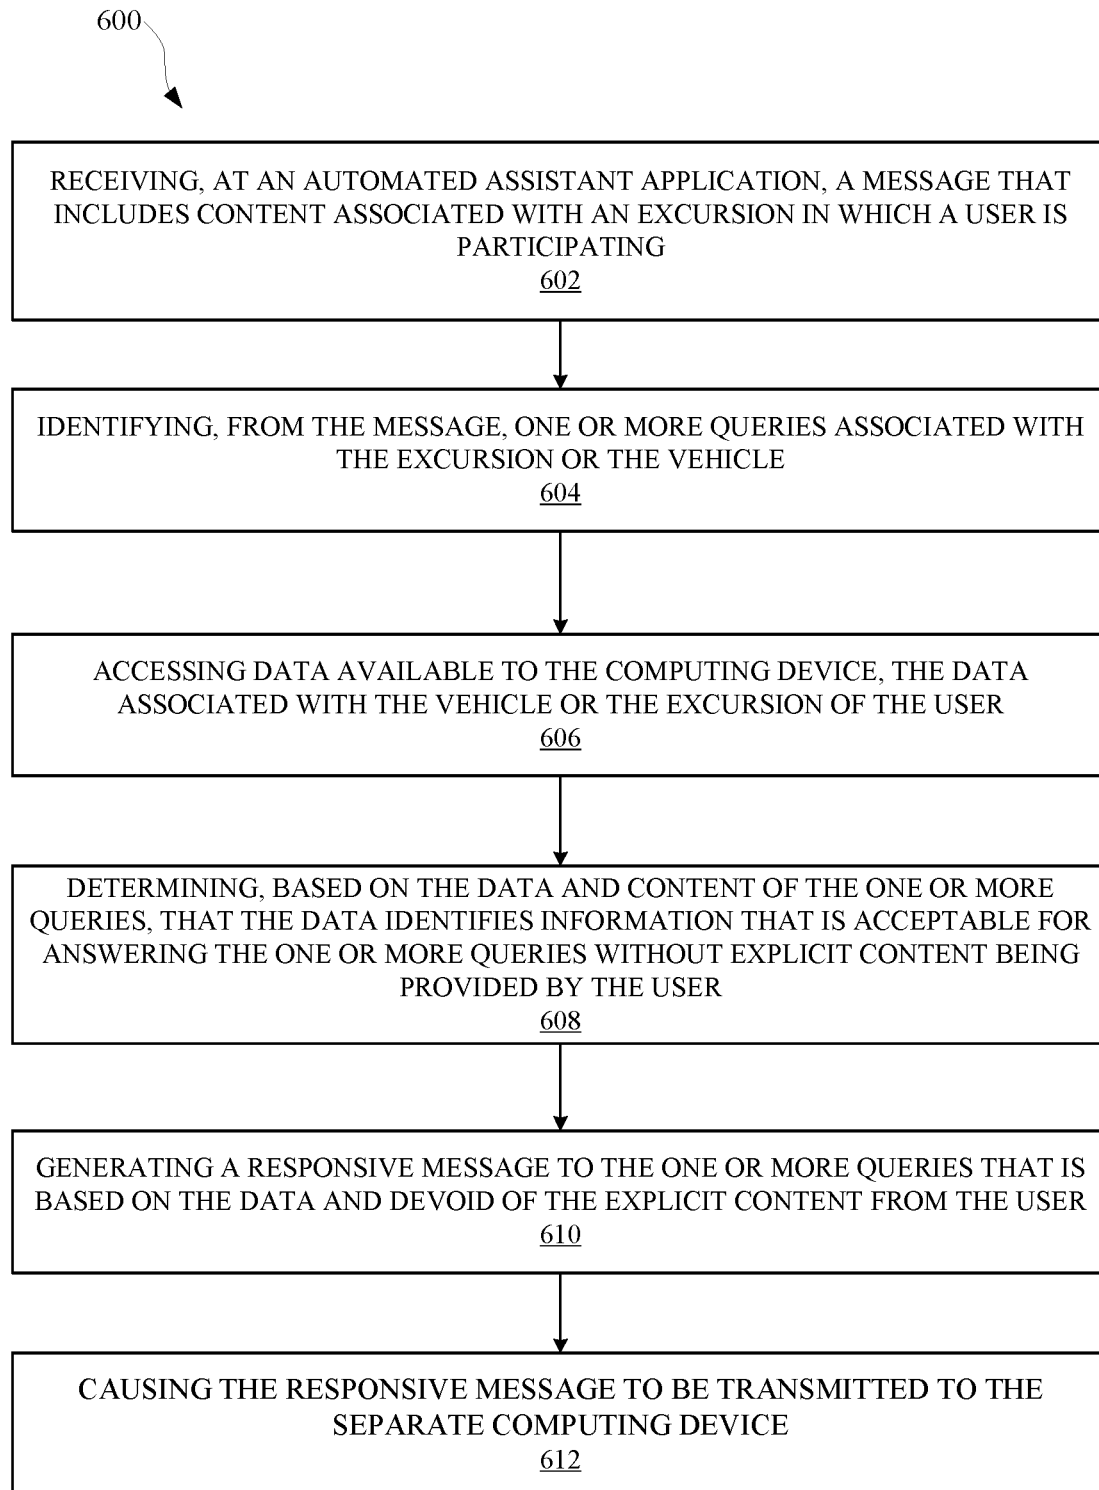 600
RECEIVING, AT AN AUTOMATED ASSISTANT APPLICATION, A MESSAGE THAT
INCLUDES CONTENT ASSOCIATED WITH AN EXCURSION IN WHICH A USER IS
PARTICIPATING
602
IDENTIFYING, FROM THE MESSAGE, ONE OR MORE QUERIES ASSOCIATED WITH
THE EXCURSION OR THE VEHICLE
604
ACCESSING DATA AVAILABLE TO THE COMPUTING DEVICE, THE DATA
ASSOCIATED WITH THE VEHICLE OR THE EXCURSION OF THE USER
606
DETERMINING, BASED ON THE DATA AND CONTENT OF THE ONE OR MORE
QUERIES, THAT THE DATA IDENTIFIES INFORMATION THAT IS ACCEPTABLE FOR
ANSWERING THE ONE OR MORE QUERIES WITHOUT EXPLICIT CONTENT BEING
PROVIDED BY THE USER
608
GENERATING A RESPONSIVE MESSAGE TO THE ONE OR MORE QUERIES THAT IS
BASED ON THE DATA AND DEVOID OF THE EXPLICIT CONTENT FROM THE USER
610
CAUSING THE RESPONSIVE MESSAGE TO BE TRANSMITTED TO THE
SEPARATE COMPUTING DEVICE
612